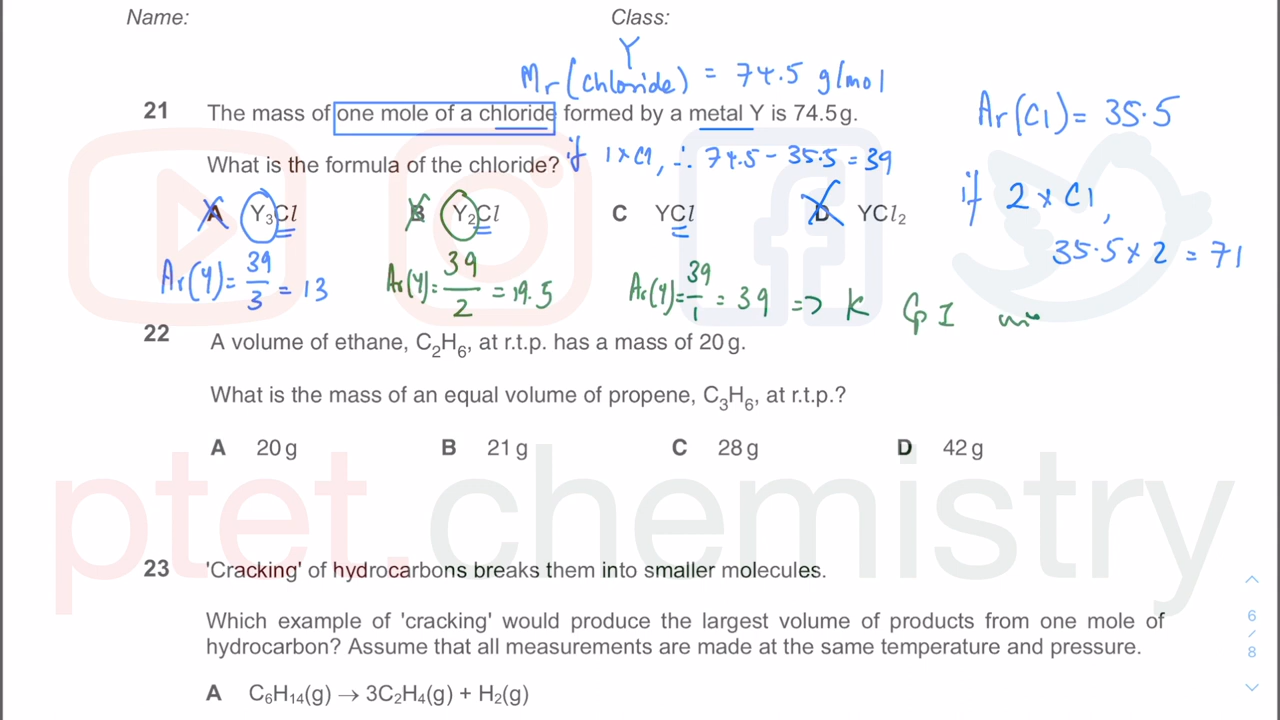 Name: Class:
Y
Mr(chloride) = 74.5 g/mol
21 The mass of one mole of a chloride formed by a metal Y is 74.5 g.
Ar(Cl) = 35.5
What is the formula of the chloride? if 1 × Cl, ∴ 74.5 - 35.5 = 39
if 2 × Cl,
A Y₃Cl B Y₂Cl C YCl D YCl₂
35.5 × 2 = 71
Ar(Y) = 39/3 = 13 Ar(Y) = 39/2 = 19.5 Ar(Y) = 39/1 = 39 => K Gp I
22 A volume of ethane, C₂H₆, at r.t.p. has a mass of 20 g.
What is the mass of an equal volume of propene, C₃H₆, at r.t.p.?
A 20 g B 21 g C 28 g D 42 g
ptet.chemistry
23 'Cracking' of hydrocarbons breaks them into smaller molecules.
Which example of 'cracking' would produce the largest volume of products from one mole of
hydrocarbon? Assume that all measurements are made at the same temperature and pressure.
6
/
8
A C₆H₁₄(g) → 3C₂H₄(g) + H₂(g)